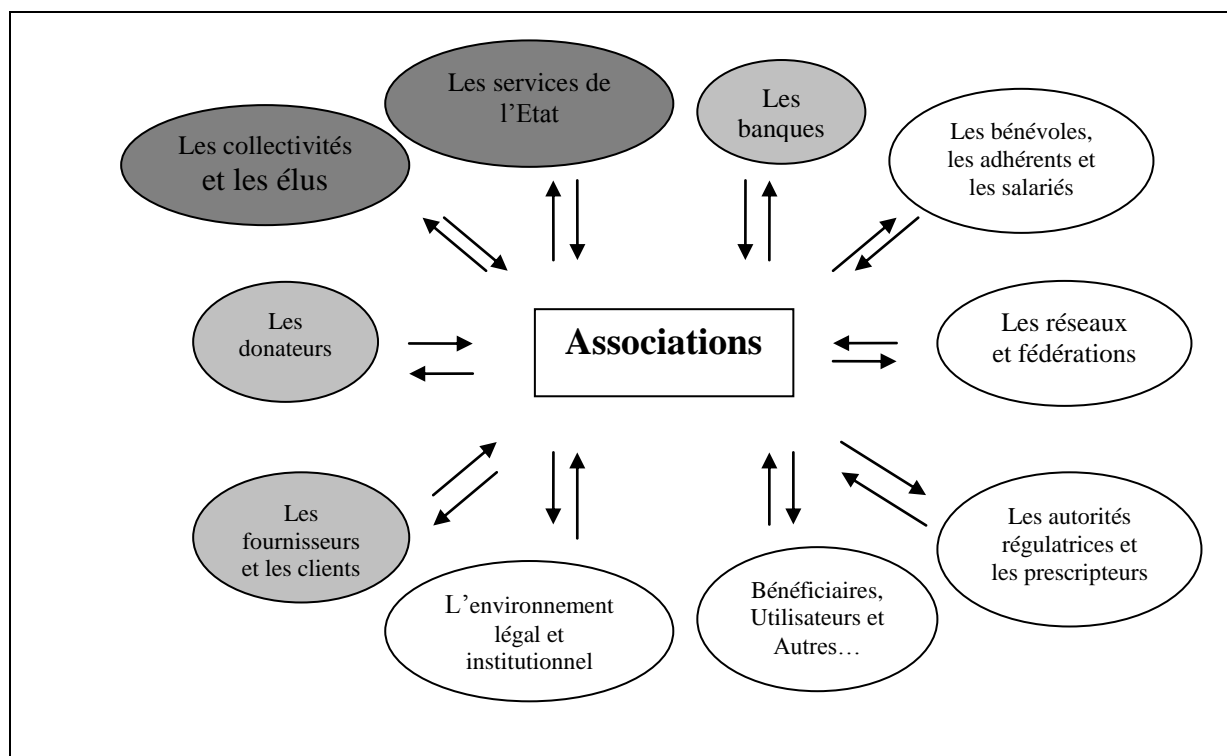 Les services de
l'Etat
Les
banques
Les collectivités
et les élus
Les bénévoles,
les adhérents et
les salariés
Les
donateurs
Associations
Les réseaux
et fédérations
Les
fournisseurs
et les clients
L'environnement
légal et
institutionnel
Bénéficiaires,
Utilisateurs et
Autres…
Les autorités
régulatrices et
les prescripteurs